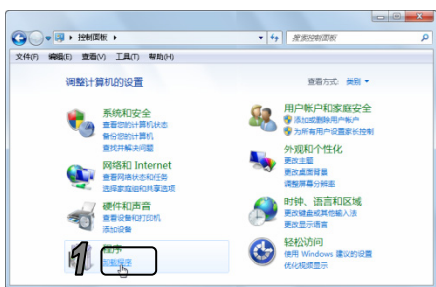 控制面板
搜索控制面板
文件(F) 编辑(E) 查看(V) 工具(T) 帮助(H)
调整计算机的设置
查看方式: 类别
系统和安全
查看您的计算机状态
备份您的计算机
查找并解决问题
网络和 Internet
查看网络状态和任务
选择家庭组和共享选项
硬件和声音
查看设备和打印机
添加设备
程序
卸载程序
1
用户帐户和家庭安全
添加或删除用户帐户
为所有用户设置家长控制
外观和个性化
更改主题
更改桌面背景
调整屏幕分辨率
时钟、语言和区域
更改键盘或其他输入法
更改显示语言
轻松访问
使用 Windows 建议的设置
优化视频显示